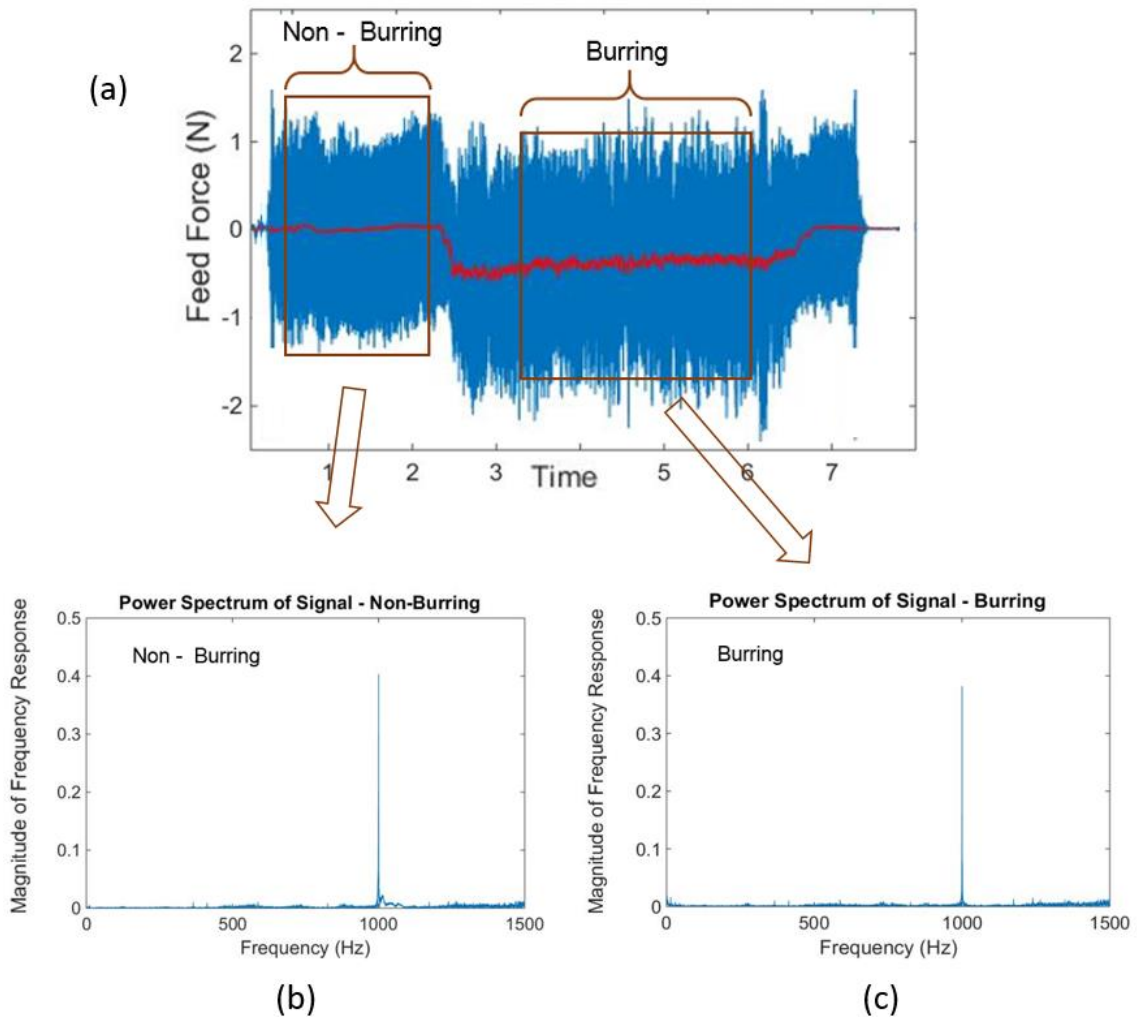 Non - Burring
Burring
(a)
Feed Force (N)
2
1
0
-1
-2
1 2 3 4 5 6 7
Time
Power Spectrum of Signal - Non-Burring
Non - Burring
Magnitude of Frequency Response
0.5
0.4
0.3
0.2
0.1
0
0 500 1000 1500
Frequency (Hz)
(b)
Power Spectrum of Signal - Burring
Burring
Magnitude of Frequency Response
0.5
0.4
0.3
0.2
0.1
0
0 500 1000 1500
Frequency (Hz)
(c)